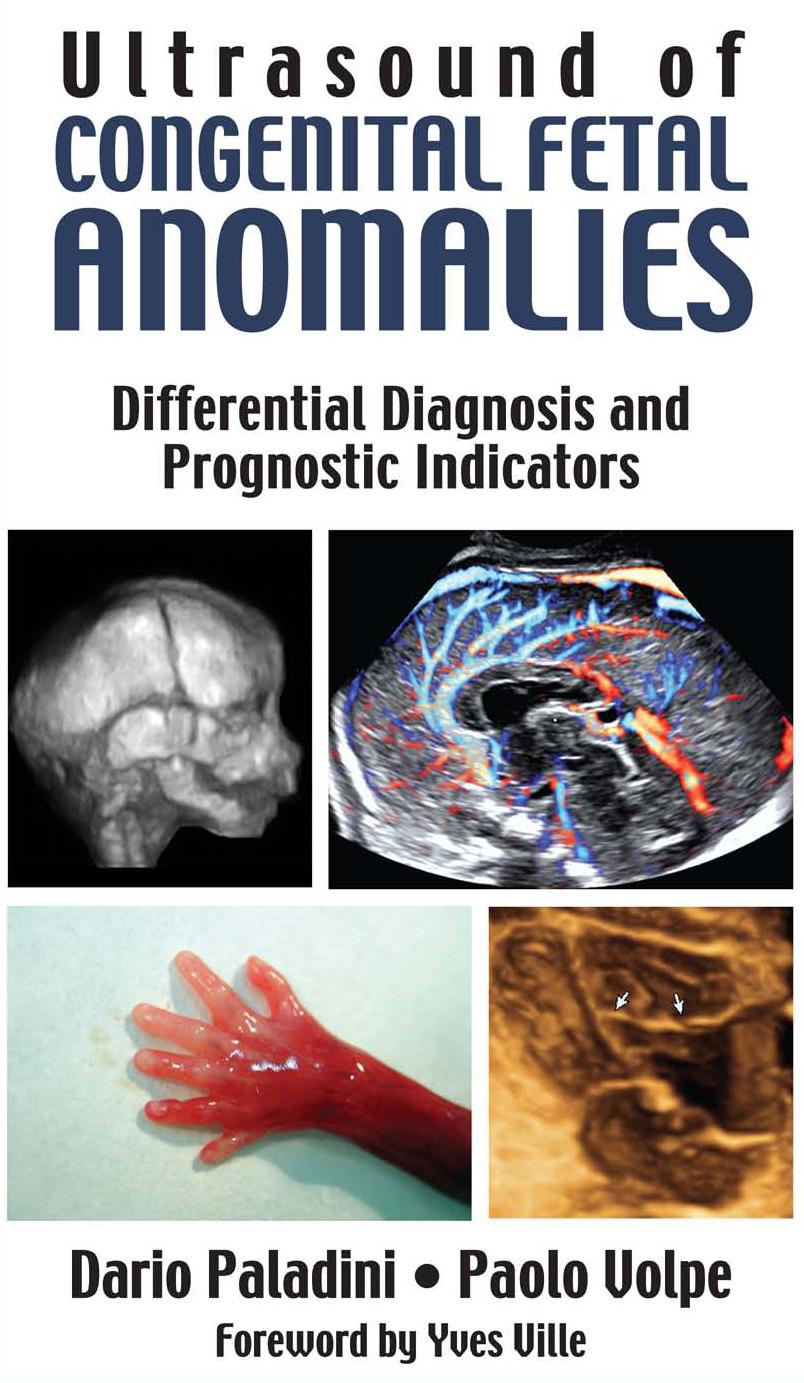 Ultrasound of
CONGENITAL FETAL
ANOMALIES
Differential Diagnosis and
Prognostic Indicators
Dario Paladini • Paolo Volpe
Foreword by Yves Ville